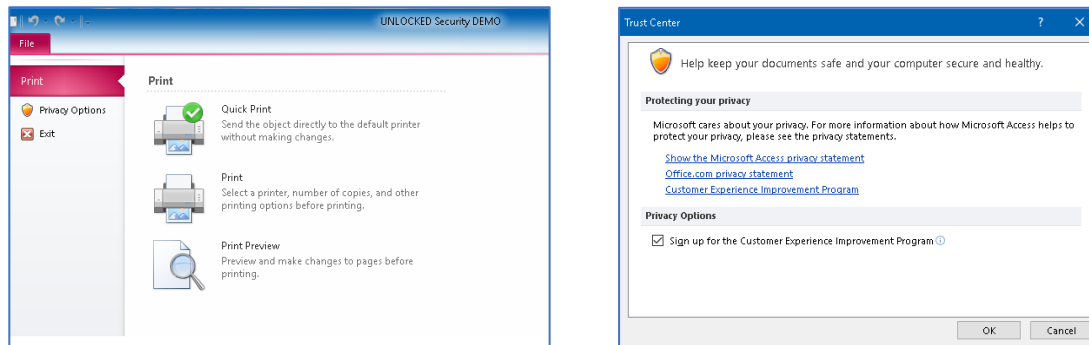 UNLOCKED Security DEMO
File
Print
Privacy Options
Exit
Print
Quick Print
Send the object directly to the default printer
without making changes.
Print
Select a printer, number of copies, and other
printing options before printing.
Print Preview
Preview and make changes to pages before
printing.
Trust Center
Help keep your documents safe and your computer secure and healthy.
Protecting your privacy
Microsoft cares about your privacy. For more information about how Microsoft Access helps to
protect your privacy, please see the privacy statements.
Show the Microsoft Access privacy statement
Office.com privacy statement
Customer Experience Improvement Program
Privacy Options
Sign up for the Customer Experience Improvement Program
OK Cancel